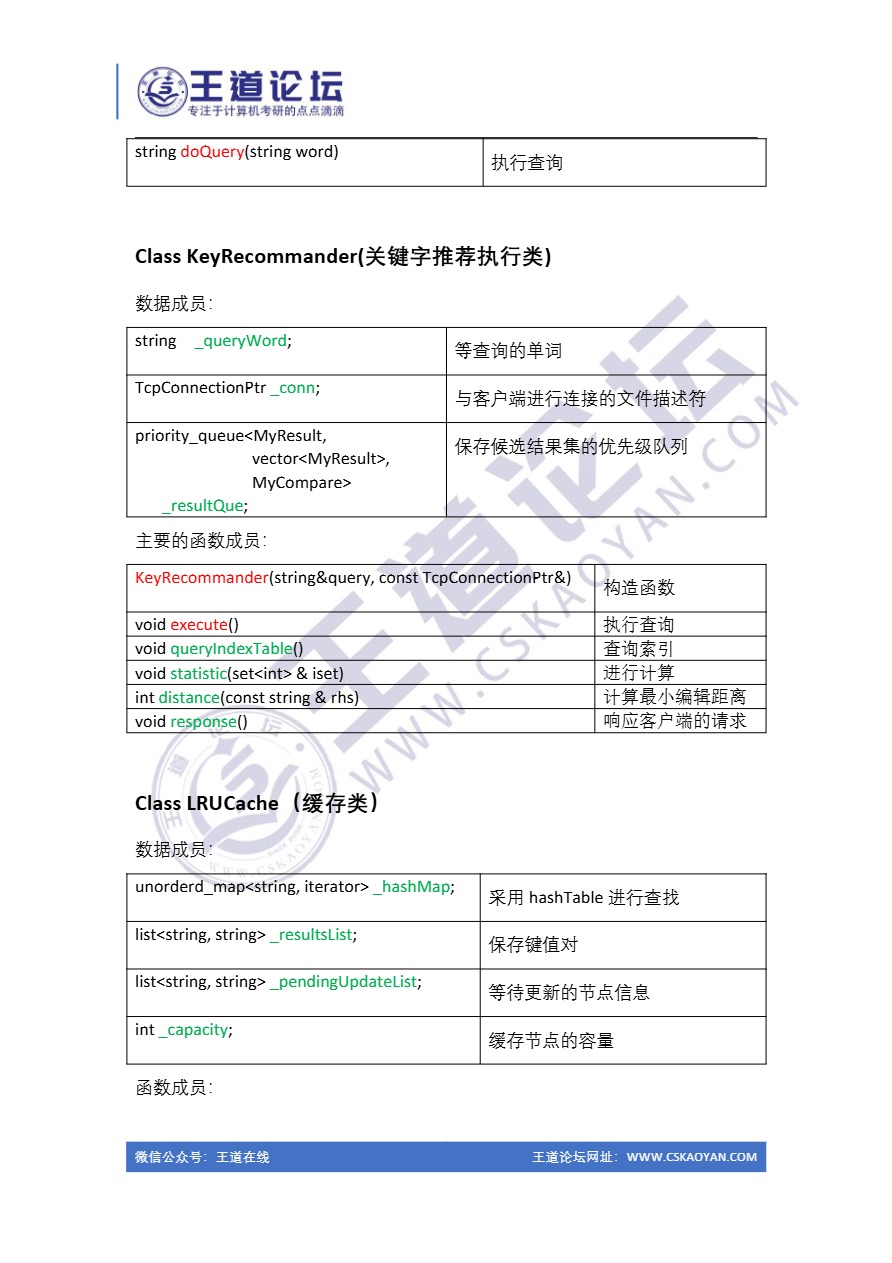 王道论坛
专注于计算机考研的点点滴滴
string doQuery(string word) 执行查询
Class KeyRecommander(关键字推荐执行类)
数据成员：
string _queryWord; 等查询的单词
TcpConnectionPtr _conn; 与客户端进行连接的文件描述符
priority_queue<MyResult, 保存候选结果集的优先级队列
vector<MyResult>,
MyCompare>
_resultQue;
主要的函数成员：
KeyRecommander(string&query, const TcpConnectionPtr&) 构造函数
void execute() 执行查询
void queryIndexTable() 查询索引
void statistic(set<int> & iset) 进行计算
int distance(const string & rhs) 计算最小编辑距离
void response() 响应客户端的请求
Class LRUCache（缓存类）
数据成员：
unorderd_map<string, iterator> _hashMap; 采用 hashTable 进行查找
list<string, string> _resultsList; 保存键值对
list<string, string> _pendingUpdateList; 等待更新的节点信息
int _capacity; 缓存节点的容量
函数成员：
微信公众号：王道在线 王道论坛网址：WWW.CSKAOYAN.COM
王道论坛
WWW.CSKAOYAN.COM